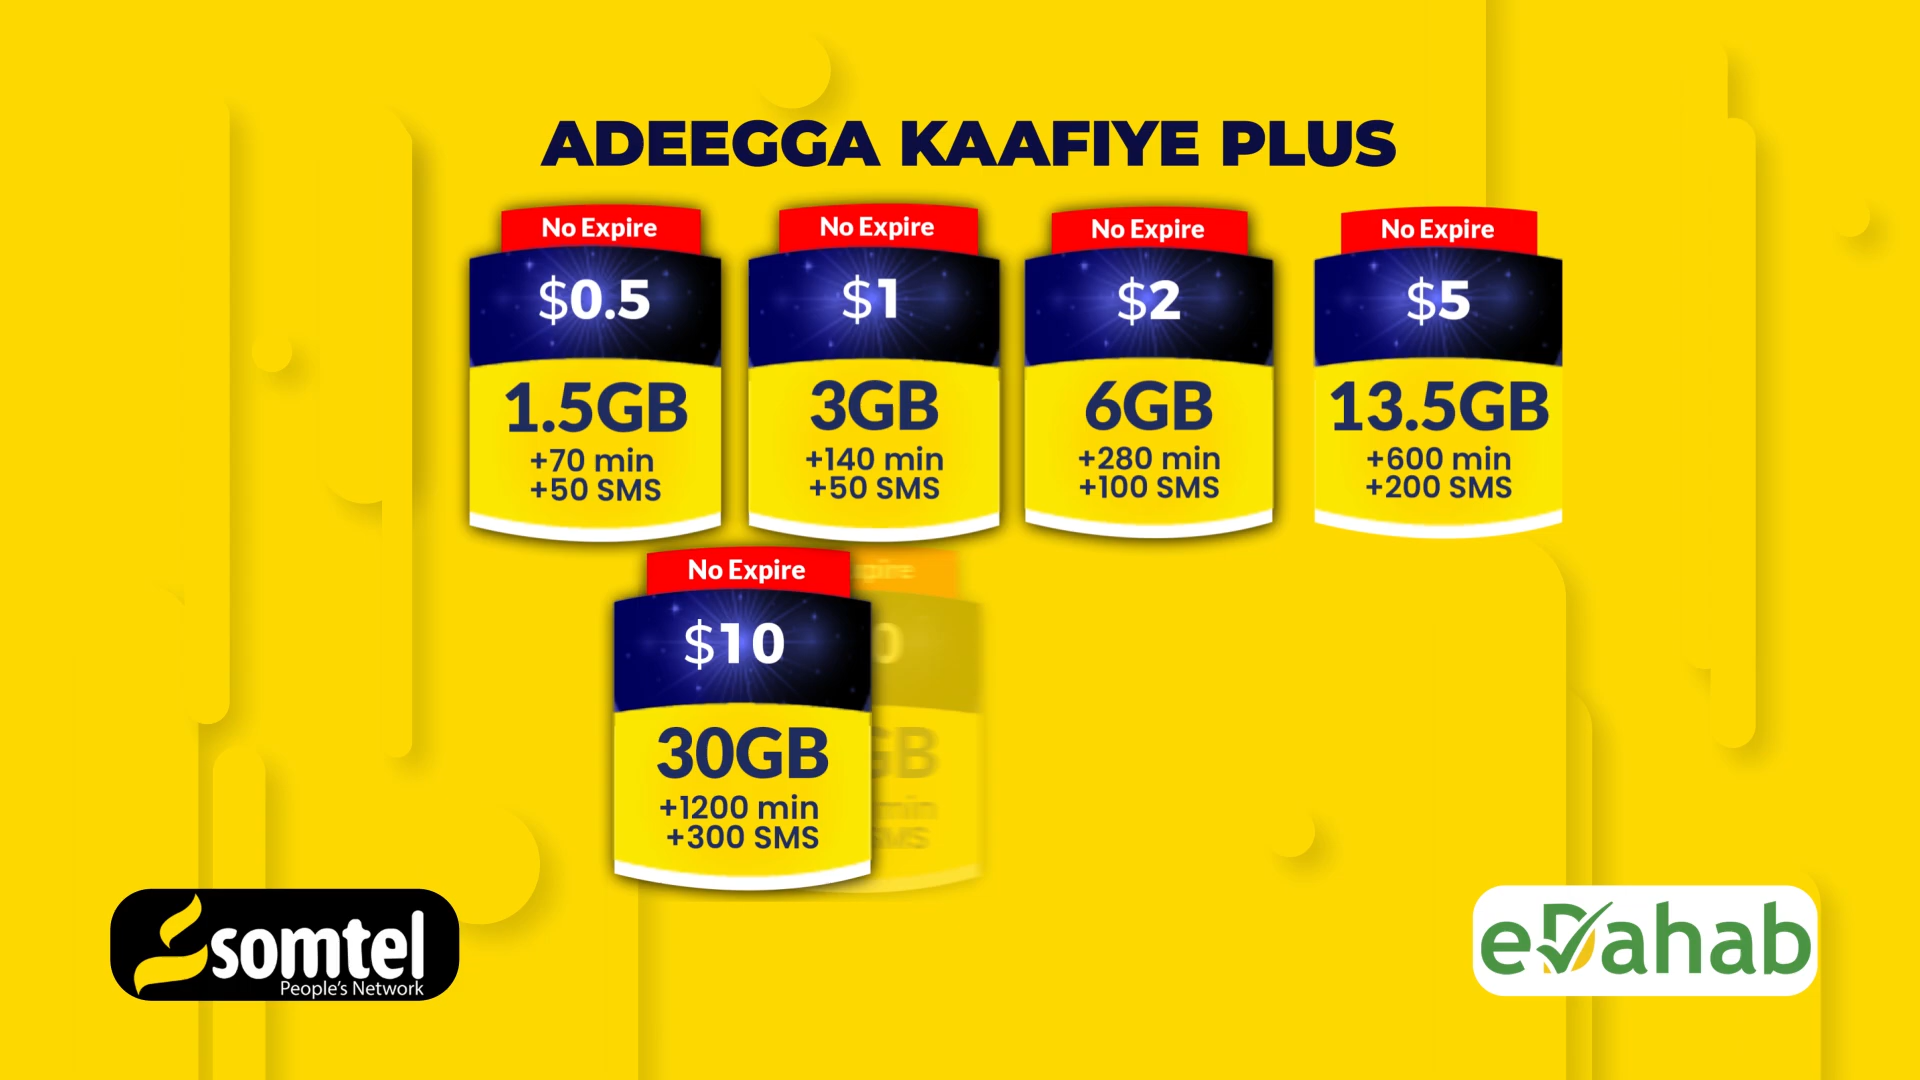 ADEEGGA KAAFIYE PLUS
No Expire
$0.5
1.5GB
+70 min
+50 SMS
No Expire
$1
3GB
+140 min
+50 SMS
No Expire
$2
6GB
+280 min
+100 SMS
No Expire
$5
13.5GB
+600 min
+200 SMS
No Expire
$10
30GB
+1200 min
+300 SMS
somtel
People's Network
eDahab